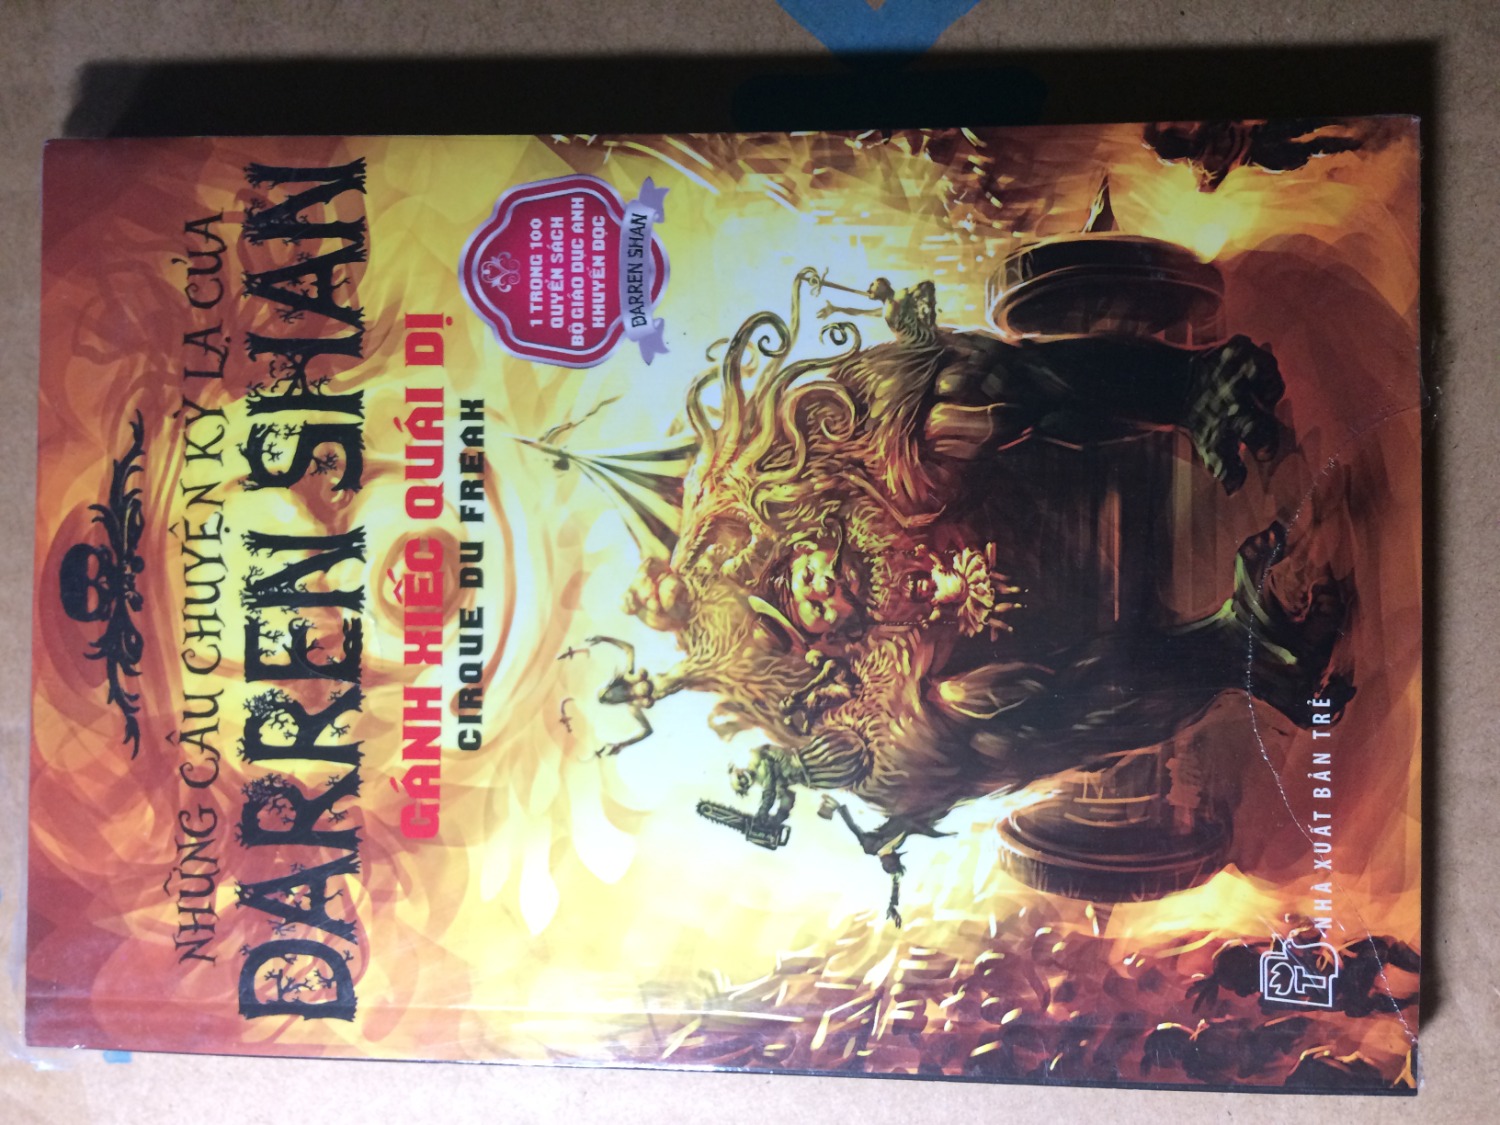 NHỮNG CÂU CHUYỆN KỲ LẠ CỦA
DARREN SHAN
GÁNH XIẾC QUÁI DỊ
CIRQUE DU FREAK
1 TRONG 100
QUYỂN SÁCH
BỘ GIÁO DỤC ANH
KHUYÊN ĐỌC
DARREN SHAN
NHÀ XUẤT BẢN TRẺ